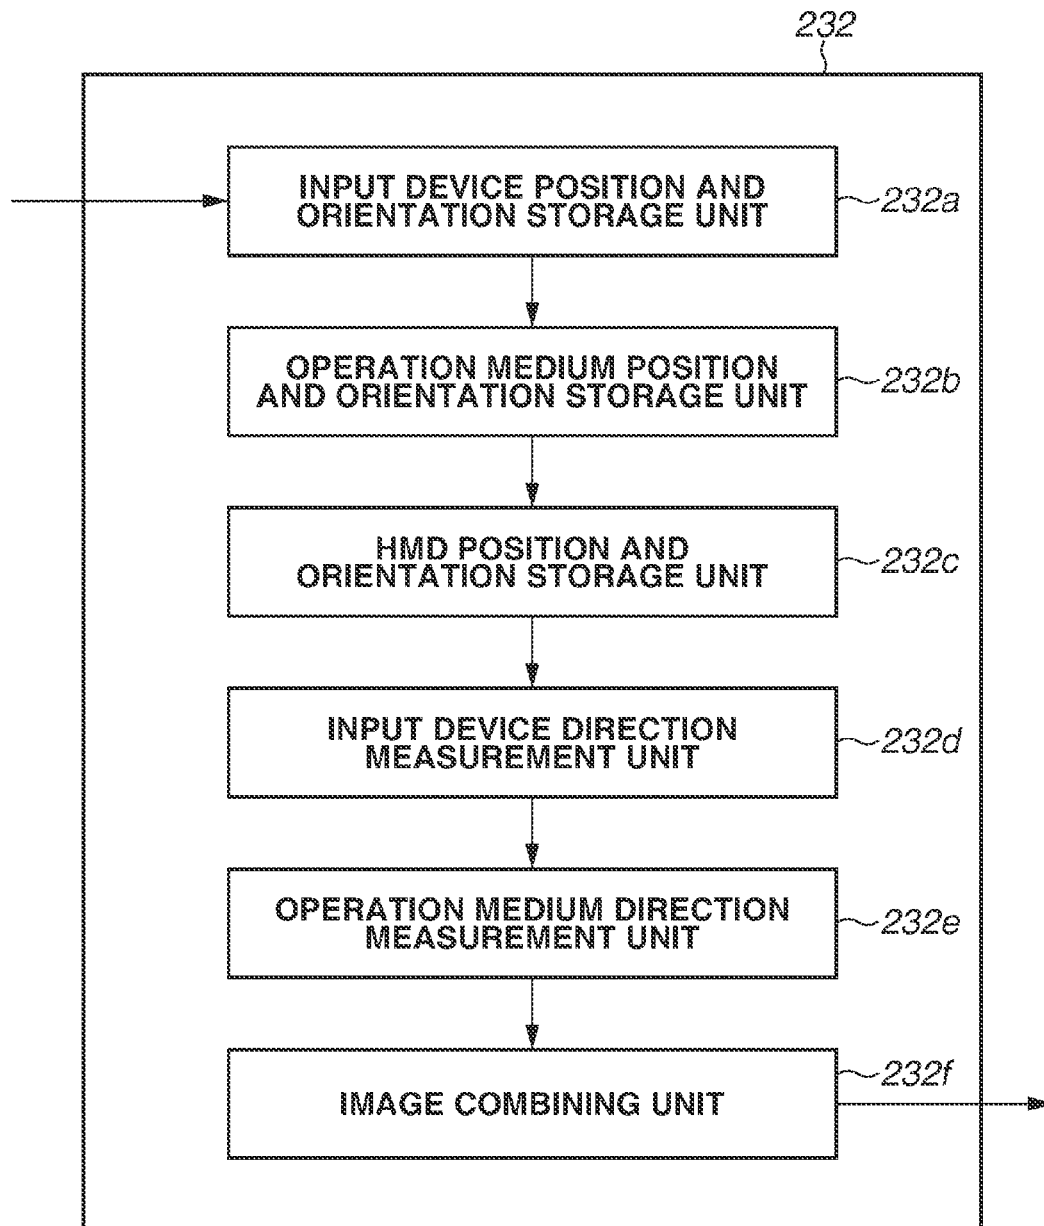 232
INPUT DEVICE POSITION AND
ORIENTATION STORAGE UNIT
232a
OPERATION MEDIUM POSITION
AND ORIENTATION STORAGE UNIT
232b
HMD POSITION AND
ORIENTATION STORAGE UNIT
232c
INPUT DEVICE DIRECTION
MEASUREMENT UNIT
232d
OPERATION MEDIUM DIRECTION
MEASUREMENT UNIT
232e
IMAGE COMBINING UNIT
232f